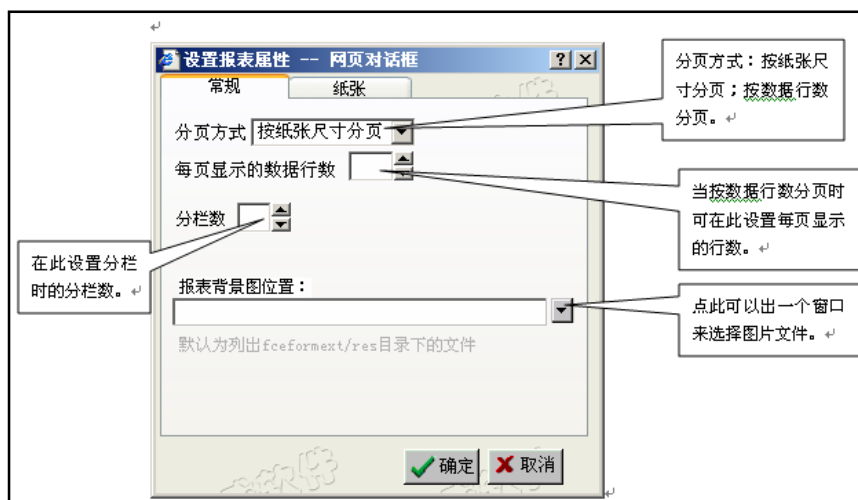 设置报表属性 -- 网页对话框
常规
纸张
分页方式
按纸张尺寸分页
每页显示的数据行数
分栏数
报表背景图位置：
默认为列出fceformext/res目录下的文件
确定
取消
分页方式：按纸张尺
寸分页；按数据行数
分页。
当按数据行数分页时
可在此设置每页显示
的行数。
在此设置分栏
时的分栏数。
点此可以出一个窗口
来选择图片文件。